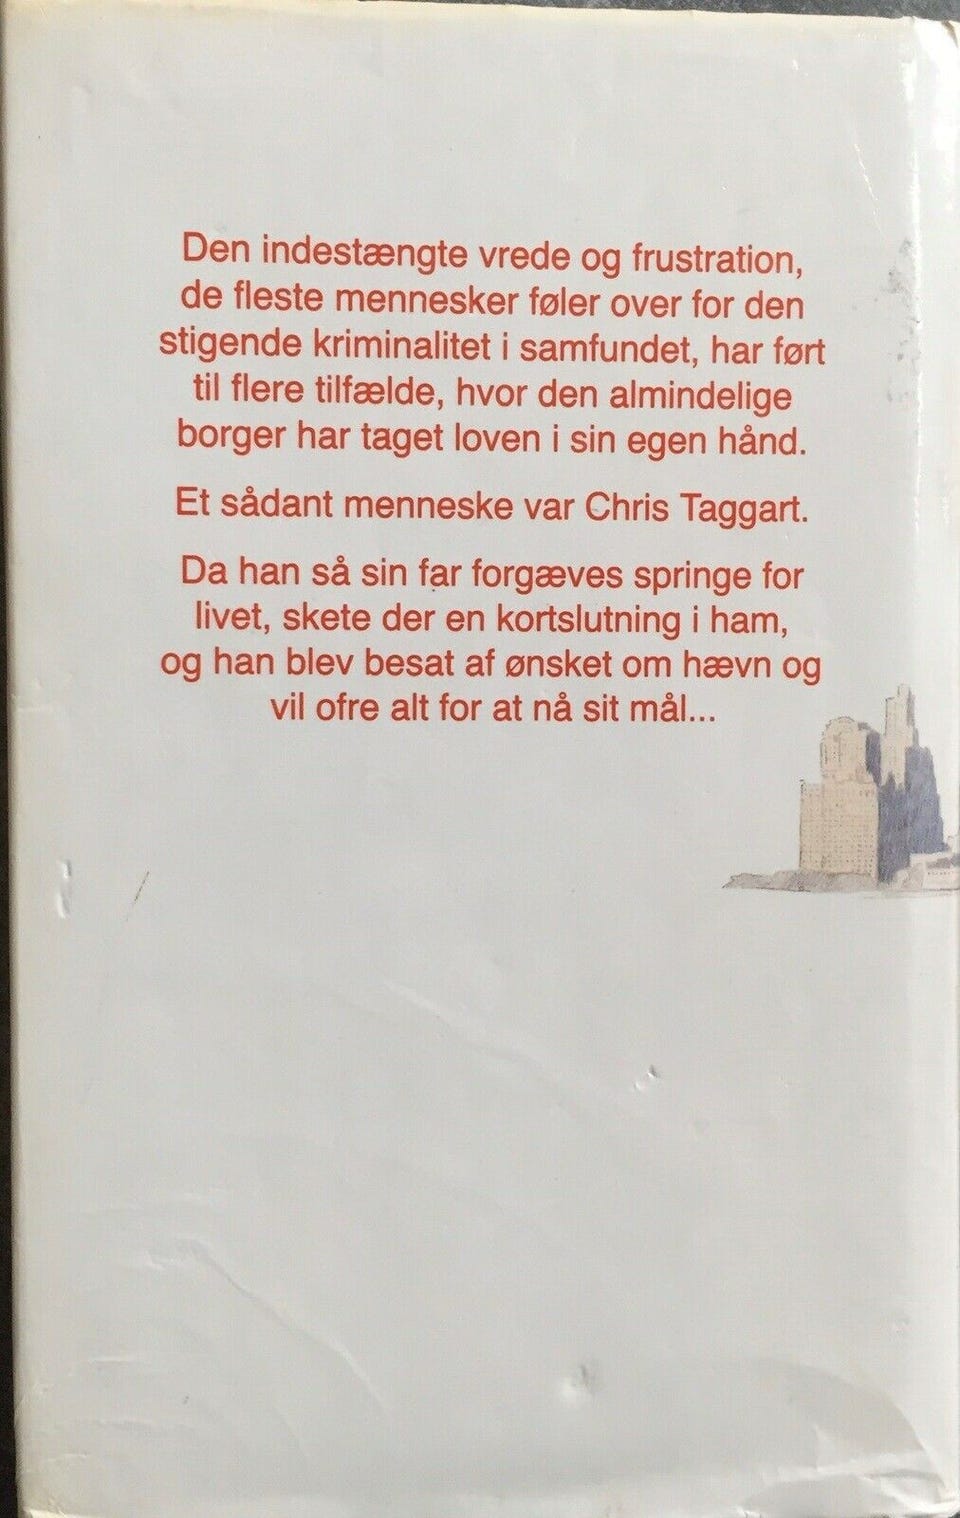 Den indestængte vrede og frustration,
de fleste mennesker føler over for den
stigende kriminalitet i samfundet, har ført
til flere tilfælde, hvor den almindelige
borger har taget loven i sin egen hånd.
Et sådant menneske var Chris Taggart.
Da han så sin far forgæves springe for
livet, skete der en kortslutning i ham,
og han blev besat af ønsket om hævn og
vil ofre alt for at nå sit mål...